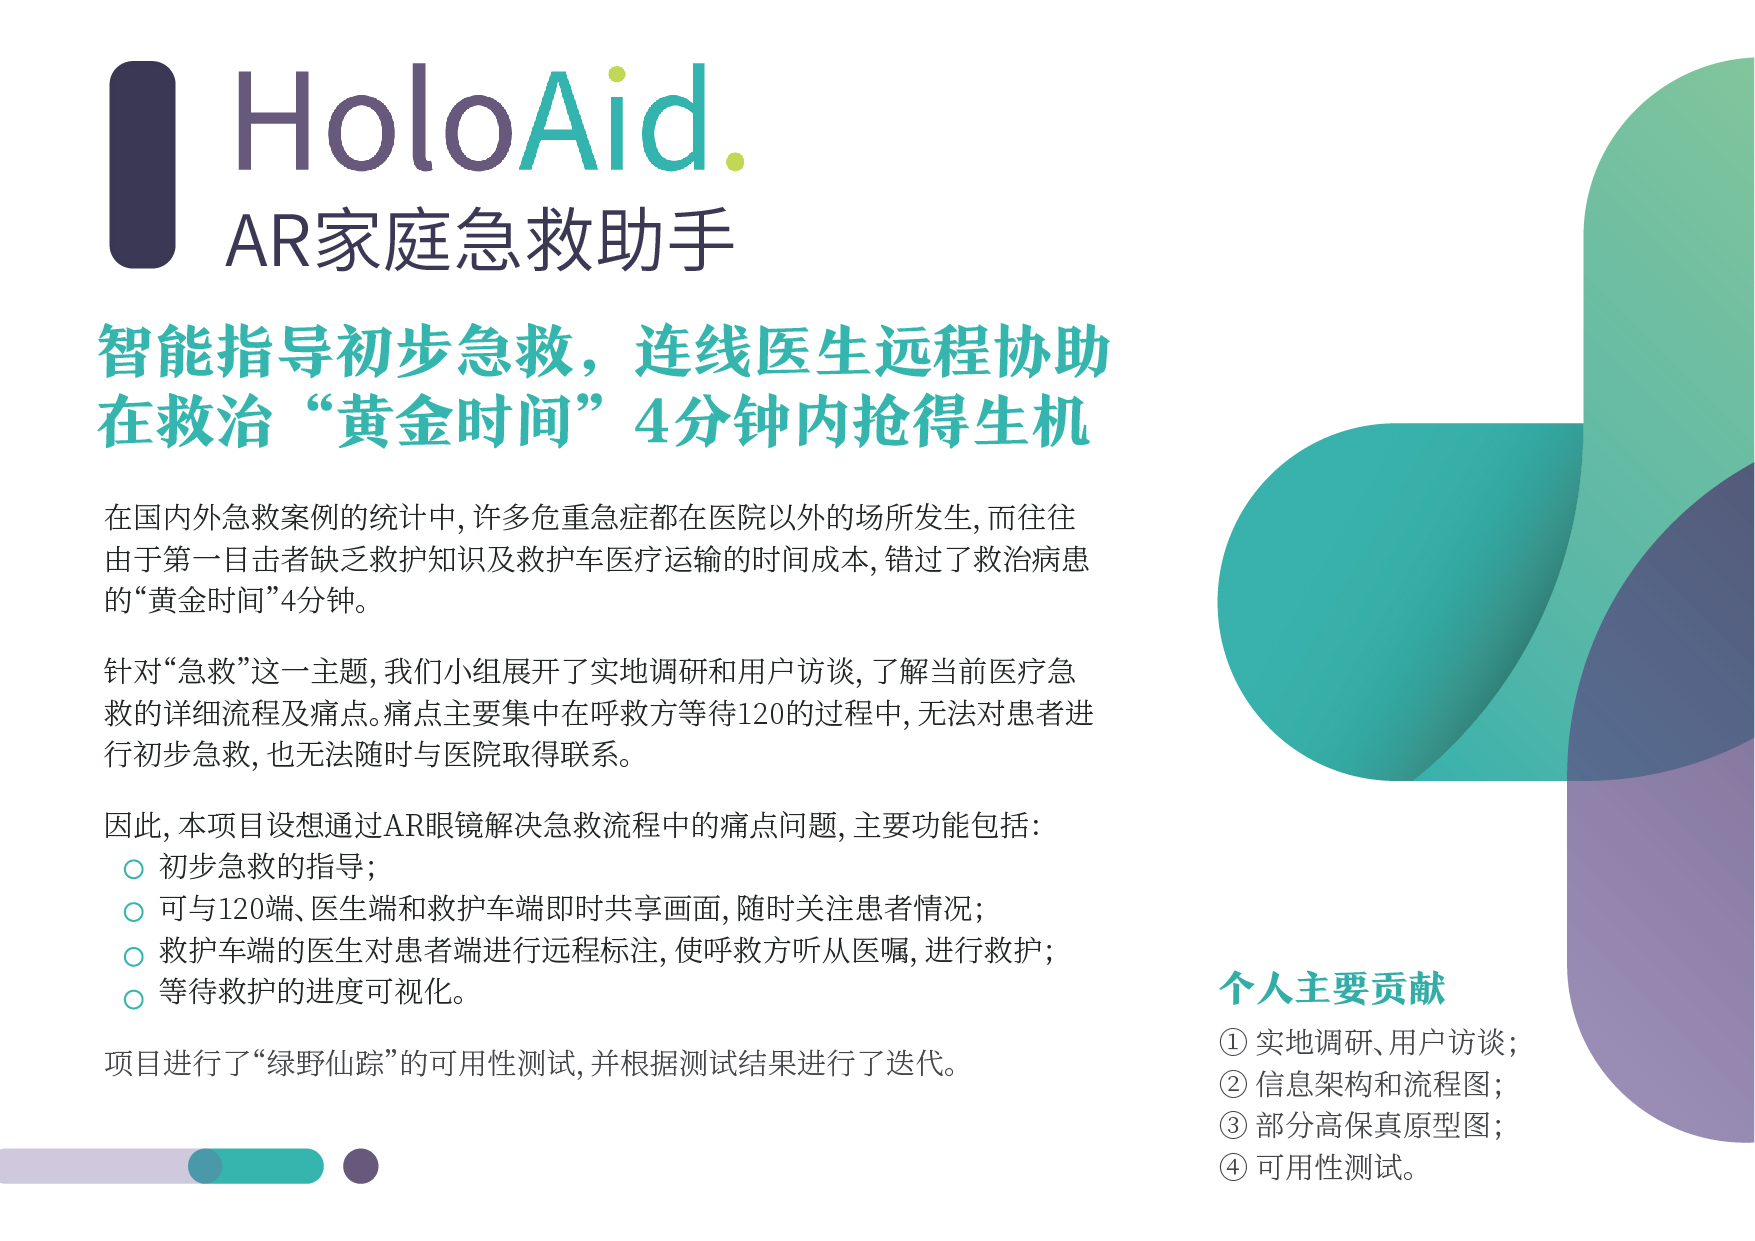 HoloAid.
AR家庭急救助手
智能指导初步急救，连线医生远程协助
在救治“黄金时间”4分钟内抢得生机
在国内外急救案例的统计中，许多危重急症都在医院以外的场所发生，而往往
由于第一目击者缺乏救护知识及救护车医疗运输的时间成本，错过了救治病患
的“黄金时间”4分钟。
针对“急救”这一主题，我们小组展开了实地调研和用户访谈，了解当前医疗急
救的详细流程及痛点。痛点主要集中在呼救方等待120的过程中，无法对患者进
行初步急救，也无法随时与医院取得联系。
因此，本项目设想通过AR眼镜解决急救流程中的痛点问题，主要功能包括：
初步急救的指导；
可与120端、医生端和救护车端即时共享画面，随时关注患者情况；
救护车端的医生对患者端进行远程标注，使呼救方听从医嘱，进行救护；
等待救护的进度可视化。
项目进行了“绿野仙踪”的可用性测试，并根据测试结果进行了迭代。
个人主要贡献
① 实地调研、用户访谈；
② 信息架构和流程图；
③ 部分高保真原型图；
④ 可用性测试。